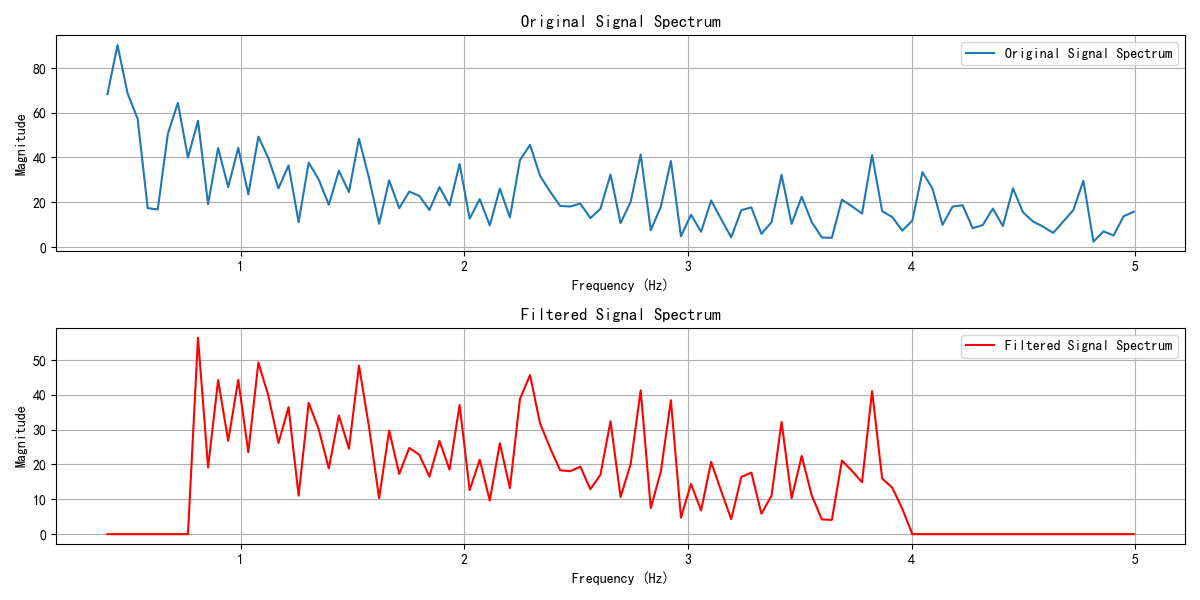 Original Signal Spectrum
Original Signal Spectrum
Magnitude
80
60
40
20
0
1 2 3 4 5
Frequency (Hz)
Filtered Signal Spectrum
Filtered Signal Spectrum
Magnitude
50
40
30
20
10
0
1 2 3 4 5
Frequency (Hz)